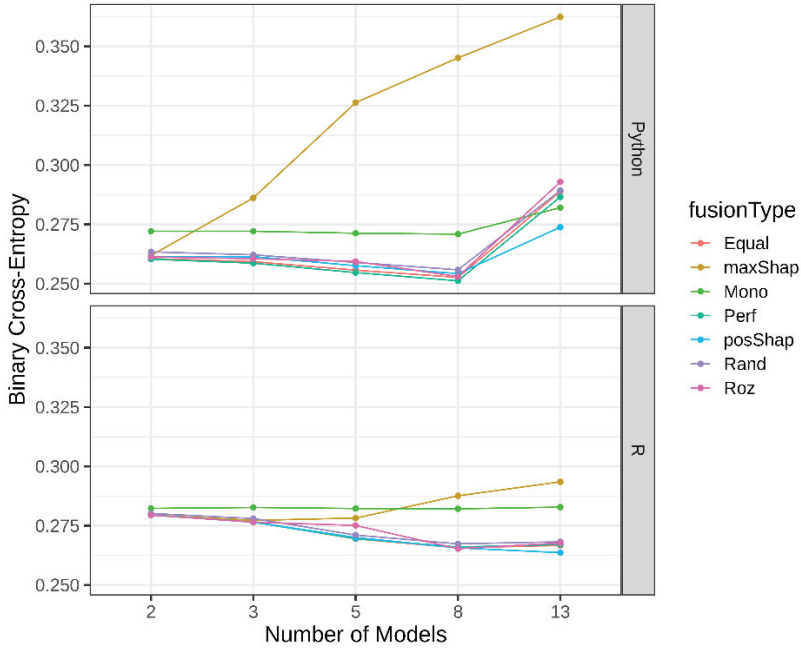 0.350
0.325
0.300
0.275
0.250
Python
0.350
0.325
0.300
0.275
0.250
R
2 3 5 8 13
Number of Models
Binary Cross-Entropy
fusionType
Equal
maxShap
Mono
Perf
posShap
Rand
Roz